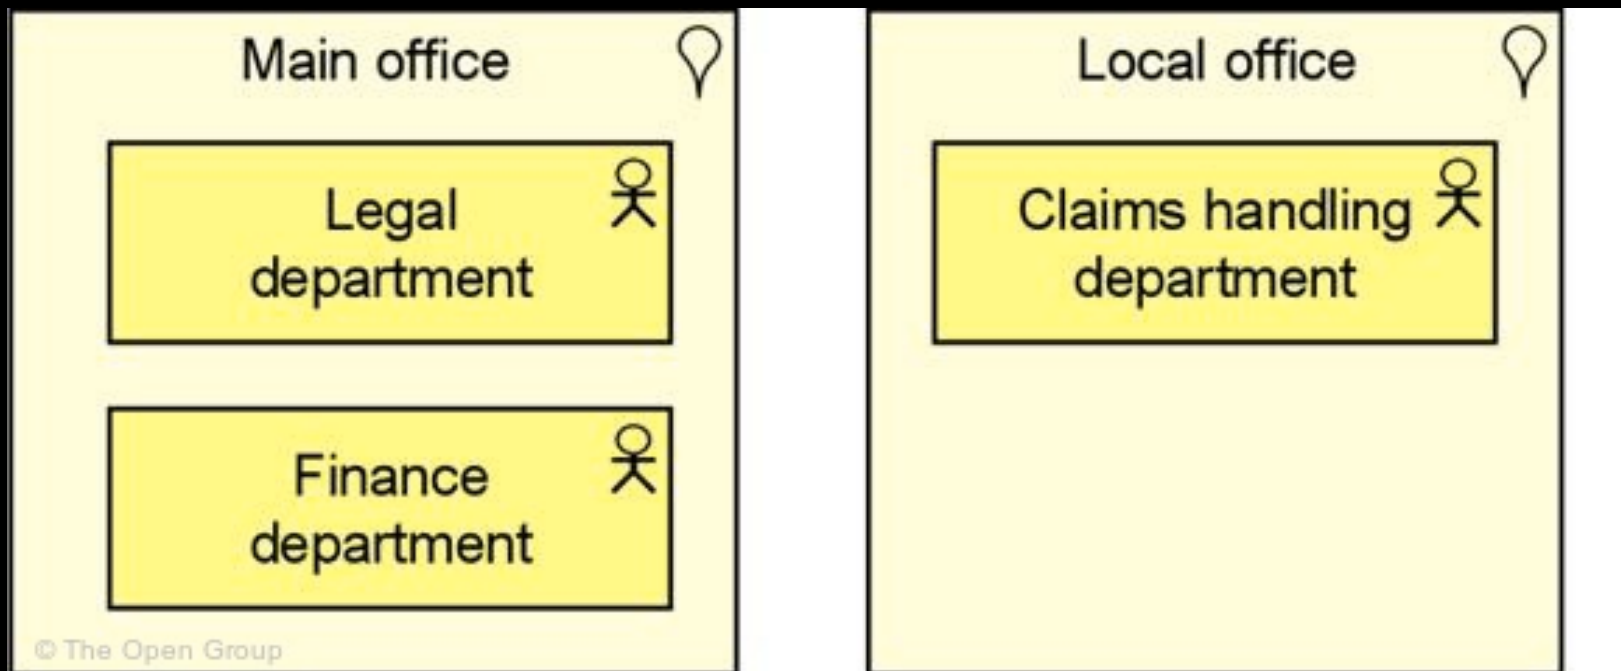 Main office
Legal
department
Finance
department
© The Open Group
Local office
Claims handling
department